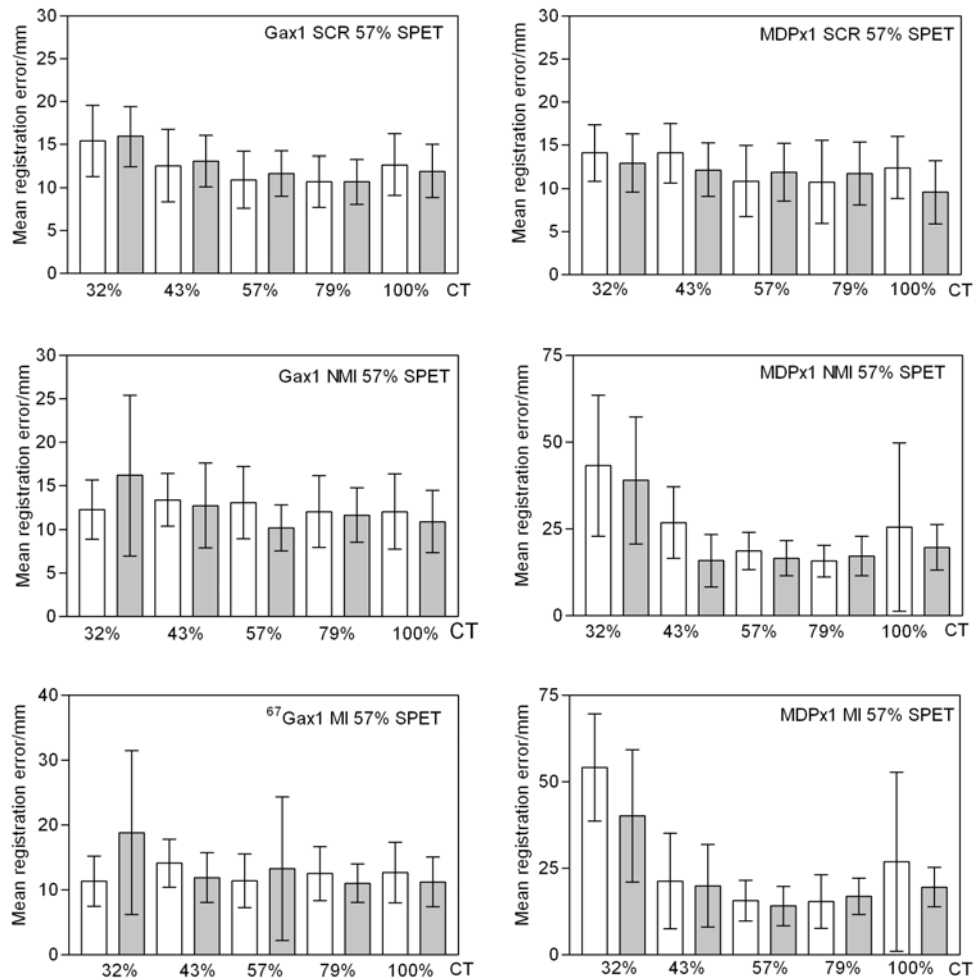 Gax1 SCR 57% SPET
Mean registration error/mm
30
25
20
15
10
5
0
32% 43% 57% 79% 100% CT
MDPx1 SCR 57% SPET
Mean registration error/mm
30
25
20
15
10
5
0
32% 43% 57% 79% 100% CT
Gax1 NMI 57% SPET
Mean registration error/mm
30
25
20
15
10
5
0
32% 43% 57% 79% 100% CT
MDPx1 NMI 57% SPET
Mean registration error/mm
75
50
25
0
32% 43% 57% 79% 100% CT
⁶⁷Gax1 MI 57% SPET
Mean registration error/mm
40
30
20
10
0
32% 43% 57% 79% 100% CT
MDPx1 MI 57% SPET
Mean registration error/mm
75
50
25
0
32% 43% 57% 79% 100% CT